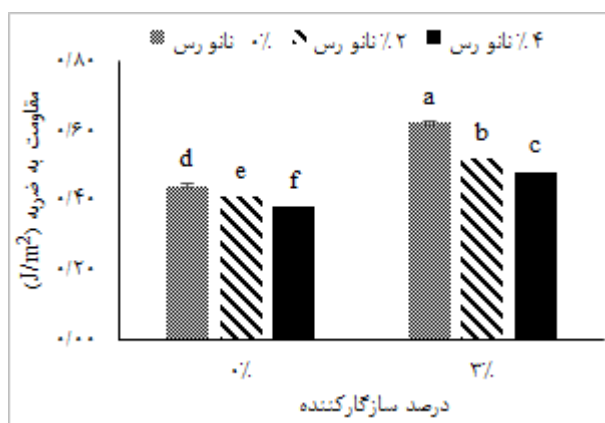 ۰٪ نانو رس ۲٪ نانو رس ۴٪ نانو رس
مقاومت به ضربه (J/m²)
۰/۸۰
۰/۶۰
۰/۴۰
۰/۲۰
۰/۰۰
d e f a b c
۰٪ ۳٪
درصد سازگارکننده